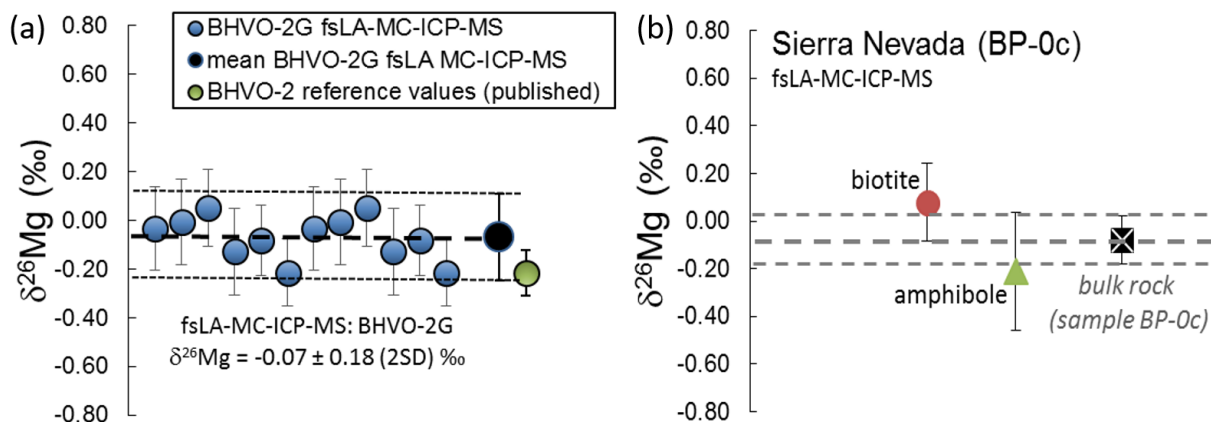 (a)
0.80
0.60
0.40
0.20
0.00
-0.20
-0.40
-0.60
-0.80
δ26Mg (‰)
BHVO-2G fsLA-MC-ICP-MS
mean BHVO-2G fsLA MC-ICP-MS
BHVO-2 reference values (published)
fsLA-MC-ICP-MS: BHVO-2G
δ26Mg = -0.07 ± 0.18 (2SD) ‰
(b)
0.80
0.60
0.40
0.20
0.00
-0.20
-0.40
-0.60
-0.80
δ26Mg (‰)
Sierra Nevada (BP-0c)
fsLA-MC-ICP-MS
biotite
amphibole
bulk rock
(sample BP-0c)